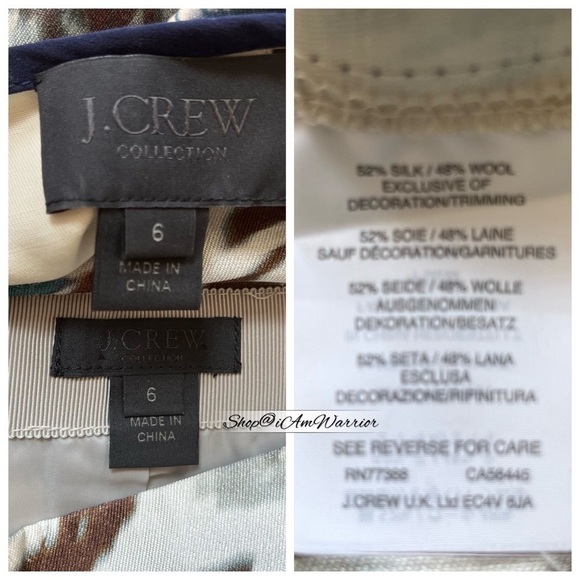 J.CREW
COLLECTION
6
MADE IN
CHINA
J.CREW
COLLECTION
6
MADE IN
CHINA
Shop@iAmWarrior
52% SILK / 48% WOOL
EXCLUSIVE OF
DECORATION/TRIMMING
52% SOIE / 48% LAINE
SAUF DÉCORATION/GARNITURES
52% SEIDE / 48% WOLLE
AUSGENOMMEN
DEKORATION/BESATZ
52% SETA / 48% LANA
ESCLUSA
DECORAZIONE/RIFINITURA
SEE REVERSE FOR CARE
RN77388 CA58445
J.CREW U.K. Ltd EC4V 6JA